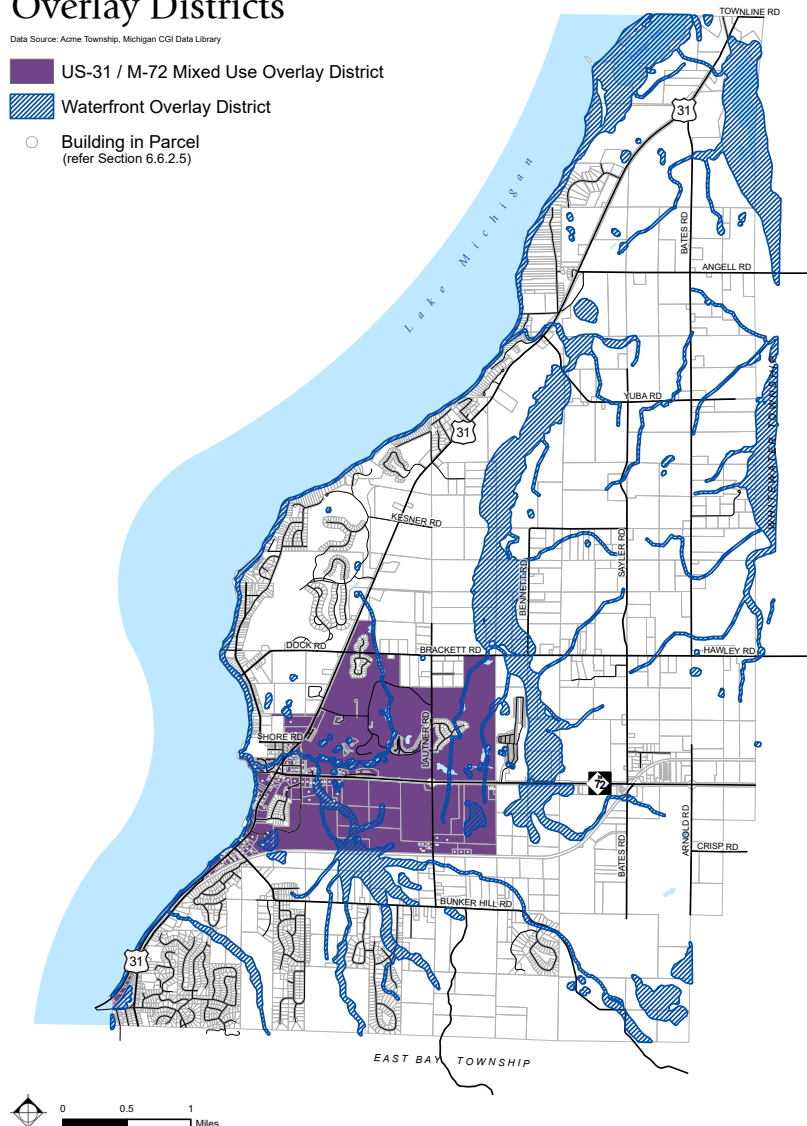 Overlay Districts
Data Source: Acme Township, Michigan CGI Data Library
US-31 / M-72 Mixed Use Overlay District
Waterfront Overlay District
Building in Parcel
(refer Section 6.6.2.5)
TOWNLINE RD
31
Lake Michigan
BATES RD
ANGELL RD
YUBA RD
31
WHITEWATER TOWNSHIP
KESNER RD
SAYLER RD
BENNETT RD
DOCK RD
BRACKETT RD
HAWLEY RD
LAUTNER RD
SHORE RD
72
BATES RD
ARNOLD RD
CRISP RD
BUNKER HILL RD
31
EAST BAY TOWNSHIP
0 0.5 1
Miles